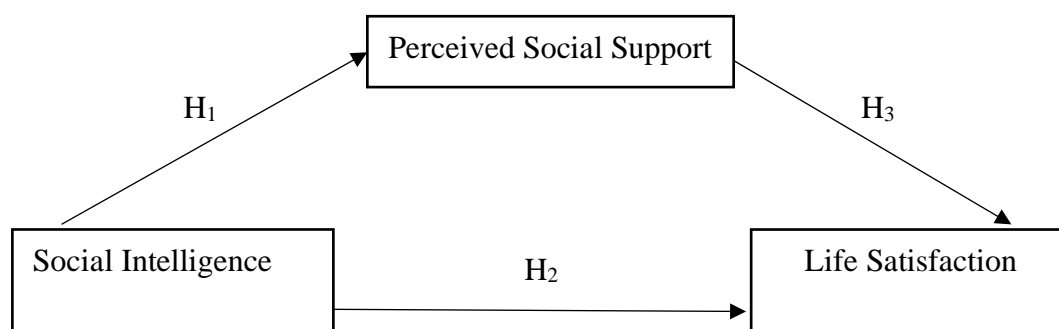 Perceived Social Support
H₁
H₃
Social Intelligence
Life Satisfaction
H₂